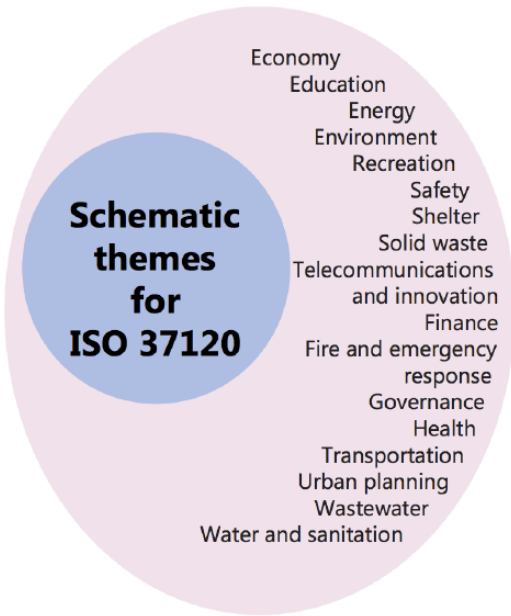 Economy
Education
Energy
Environment
Recreation
Safety
Shelter
Solid waste
Telecommunications
and innovation
Finance
Fire and emergency
response
Governance
Health
Transportation
Urban planning
Wastewater
Water and sanitation
Schematic
themes
for
ISO 37120